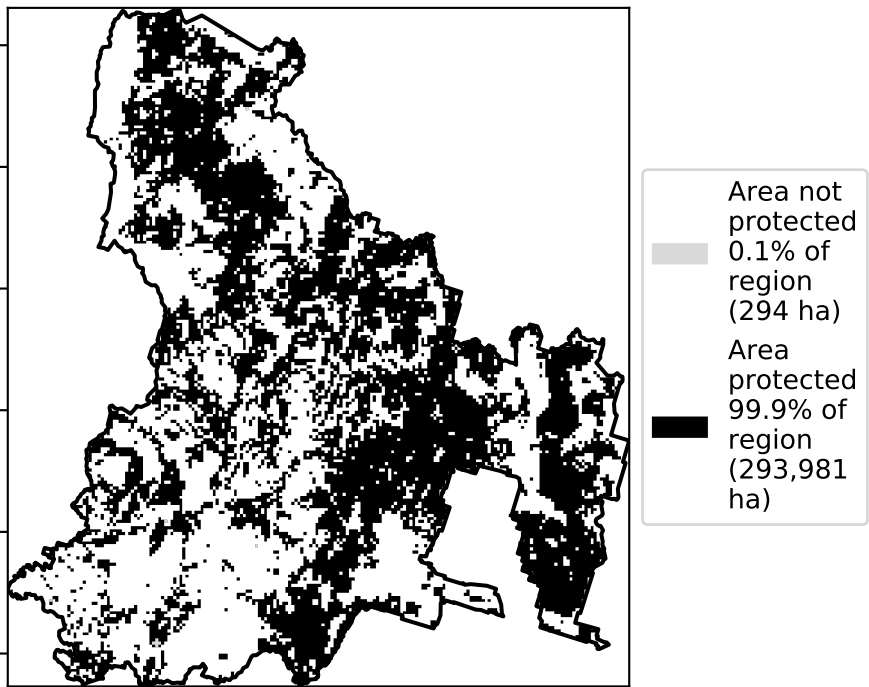 Area not
protected
0.1% of
region
(294 ha)
Area
protected
99.9% of
region
(293,981
ha)